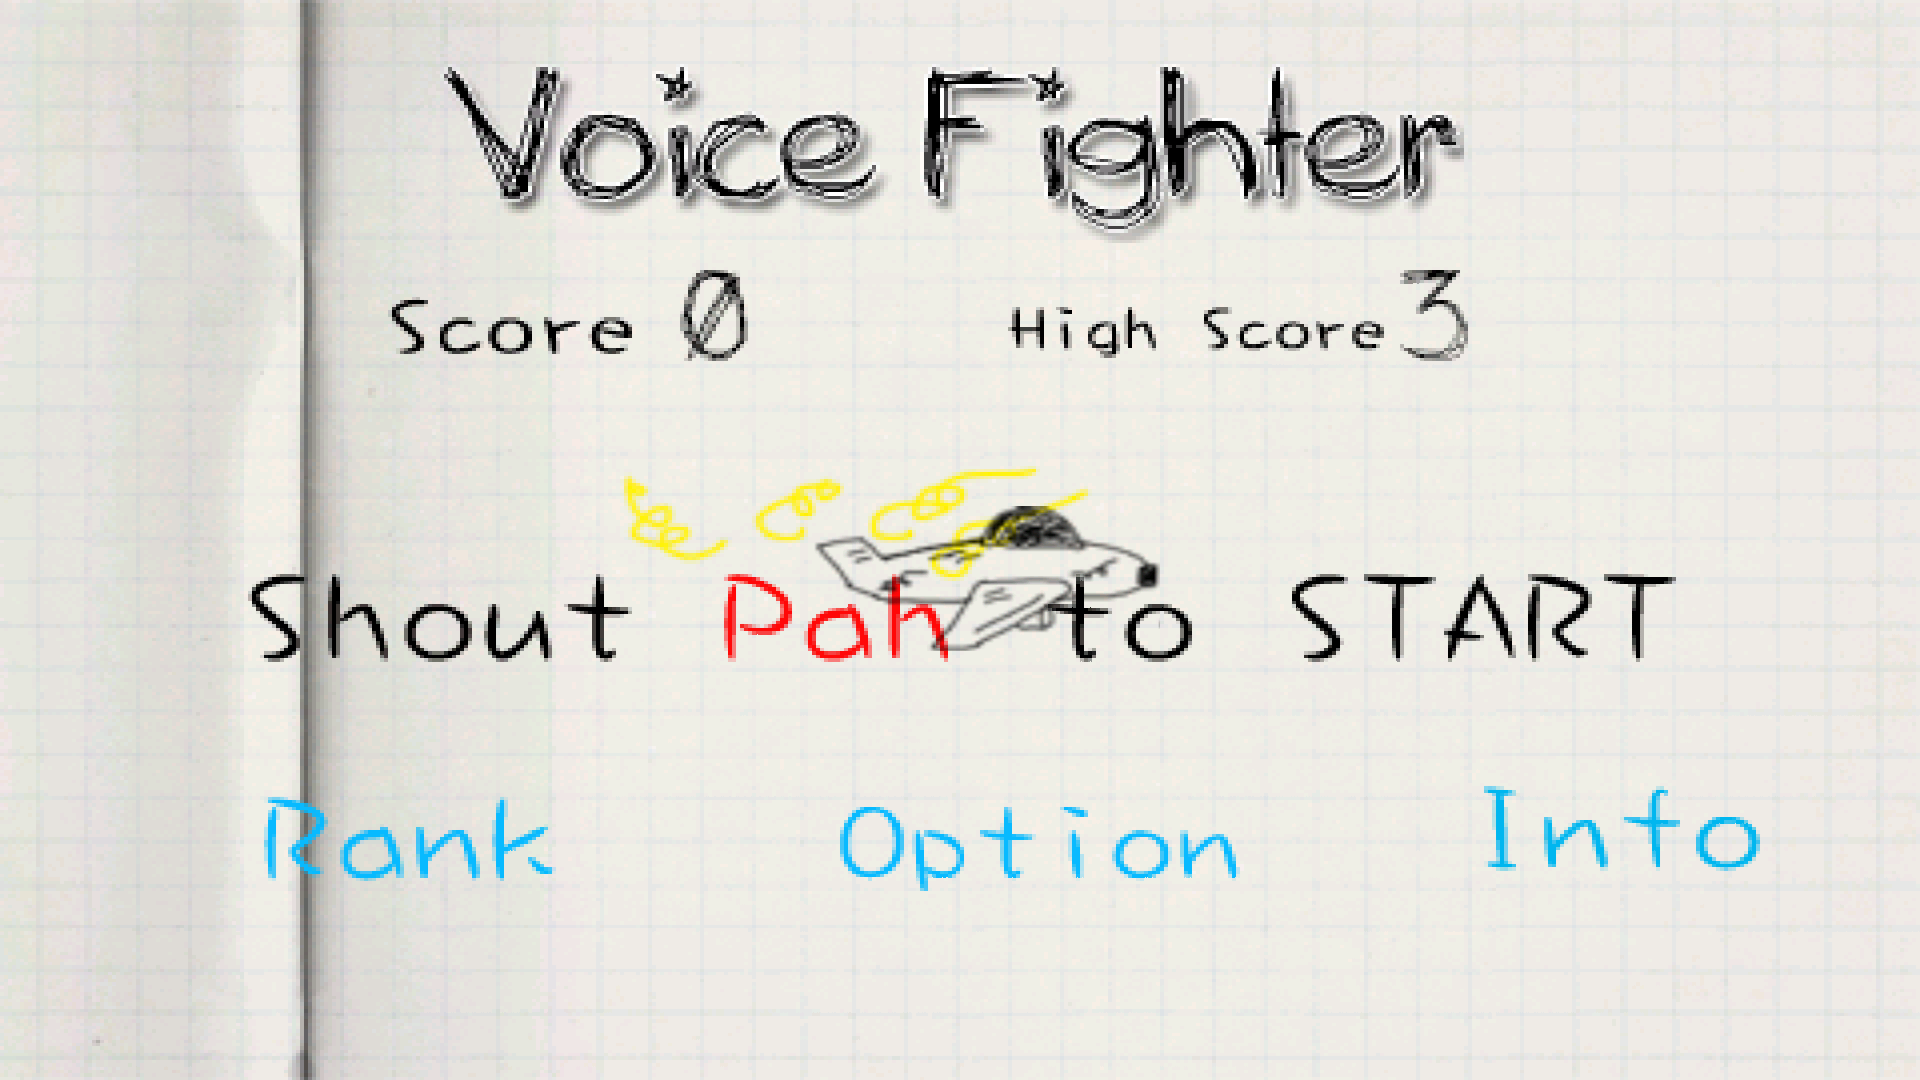 Voice Fighter
Score 0 High Score 3
Shout Pah to START
Rank Option Info